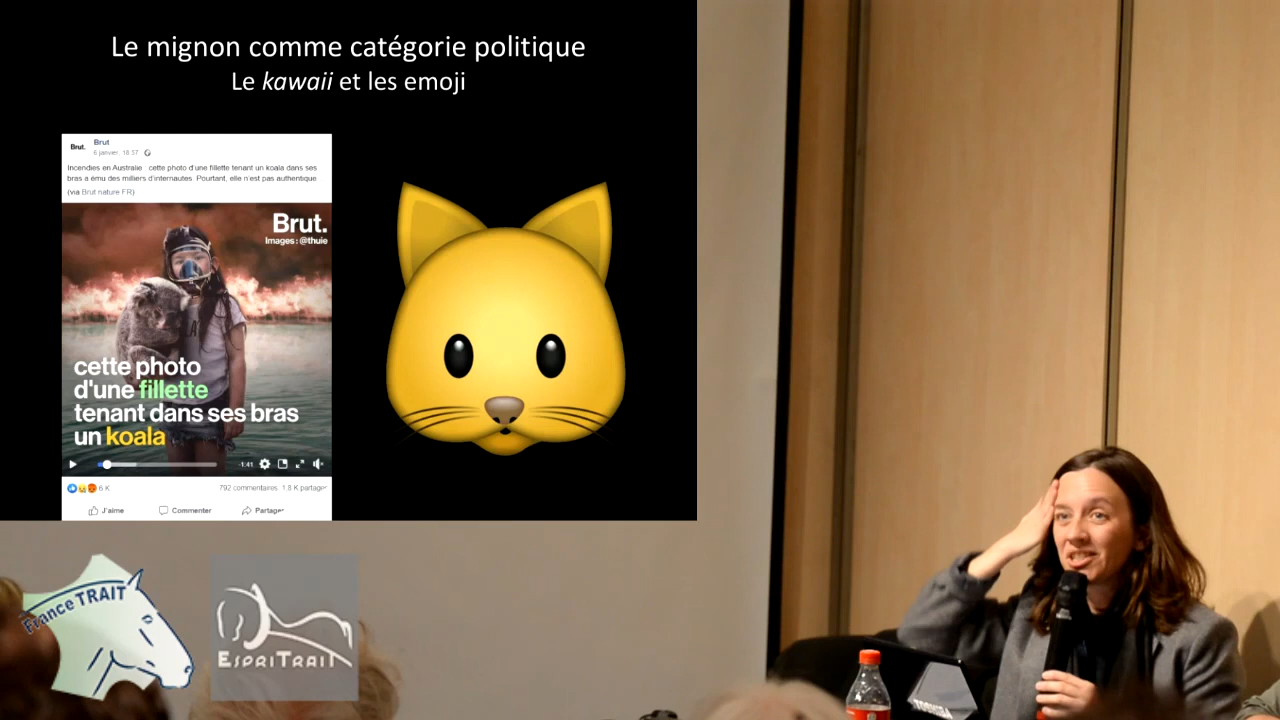 Le mignon comme catégorie politique
Le kawaii et les emoji
Brut.
Brut
6 janvier, 18:37
Incendies en Australie : cette photo d'une fillette tenant un koala dans ses
bras a ému des milliers d'internautes. Pourtant, elle n'est pas authentique
(via Brut nature FR)
Brut.
Images : @thuie
cette photo
d'une fillette
tenant dans ses bras
un koala
-1:41
6 K
792 commentaires
1,8 K partages
J'aime
Commenter
Partager
France TRAIT
ESPRITRAIT